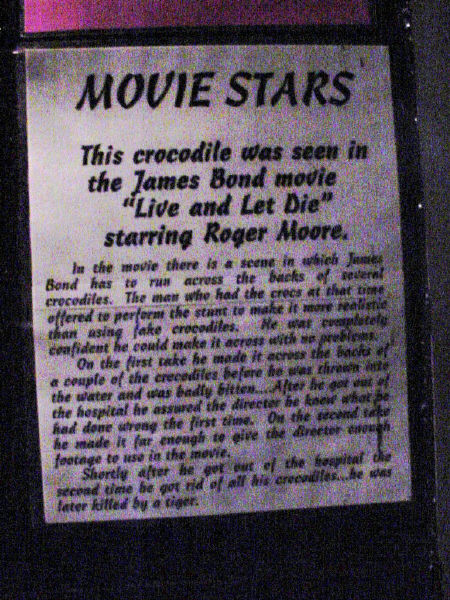 MOVIE STARS
This crocodile was seen in
the James Bond movie
"Live and Let Die"
starring Roger Moore.
In the movie there is a scene in which James
Bond has to run across the backs of several
crocodiles. The man who had the crocs at that time
offered to perform the stunt to make it more realistic
than using fake crocodiles. He was completely
confident he could make it across with no problems.
On the first take he made it across the backs of
a couple of the crocodiles before he was thrown into
the water and was badly bitten. After he got out of
the hospital he assured the director he knew what he
had done wrong the first time. On the second take
he made it far enough to give the director enough
footage to use in the movie.
Shortly after he got out of the hospital the
second time he got rid of all his crocodiles...he was
later killed by a tiger.